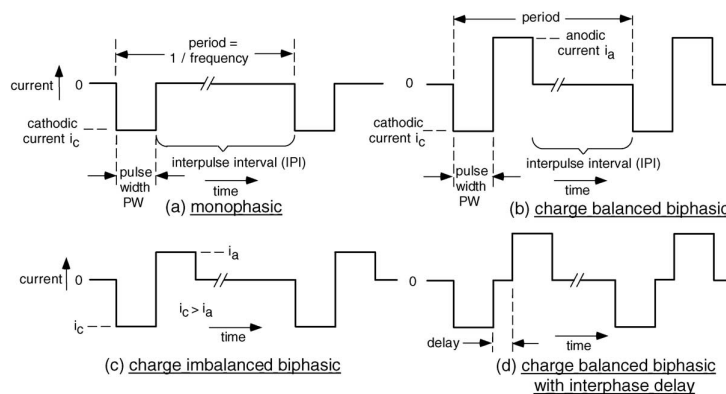 period =
1 / frequency
current
0
cathodic
current ic
interpulse interval (IPI)
pulse
width
PW
time
(a) monophasic
period
anodic
current ia
0
cathodic
current ic
interpulse interval (IPI)
pulse
width
PW
time
(b) charge balanced biphasic
ia
current
0
ic
ic > ia
time
(c) charge imbalanced biphasic
0
delay
time
(d) charge balanced biphasic
with interphase delay